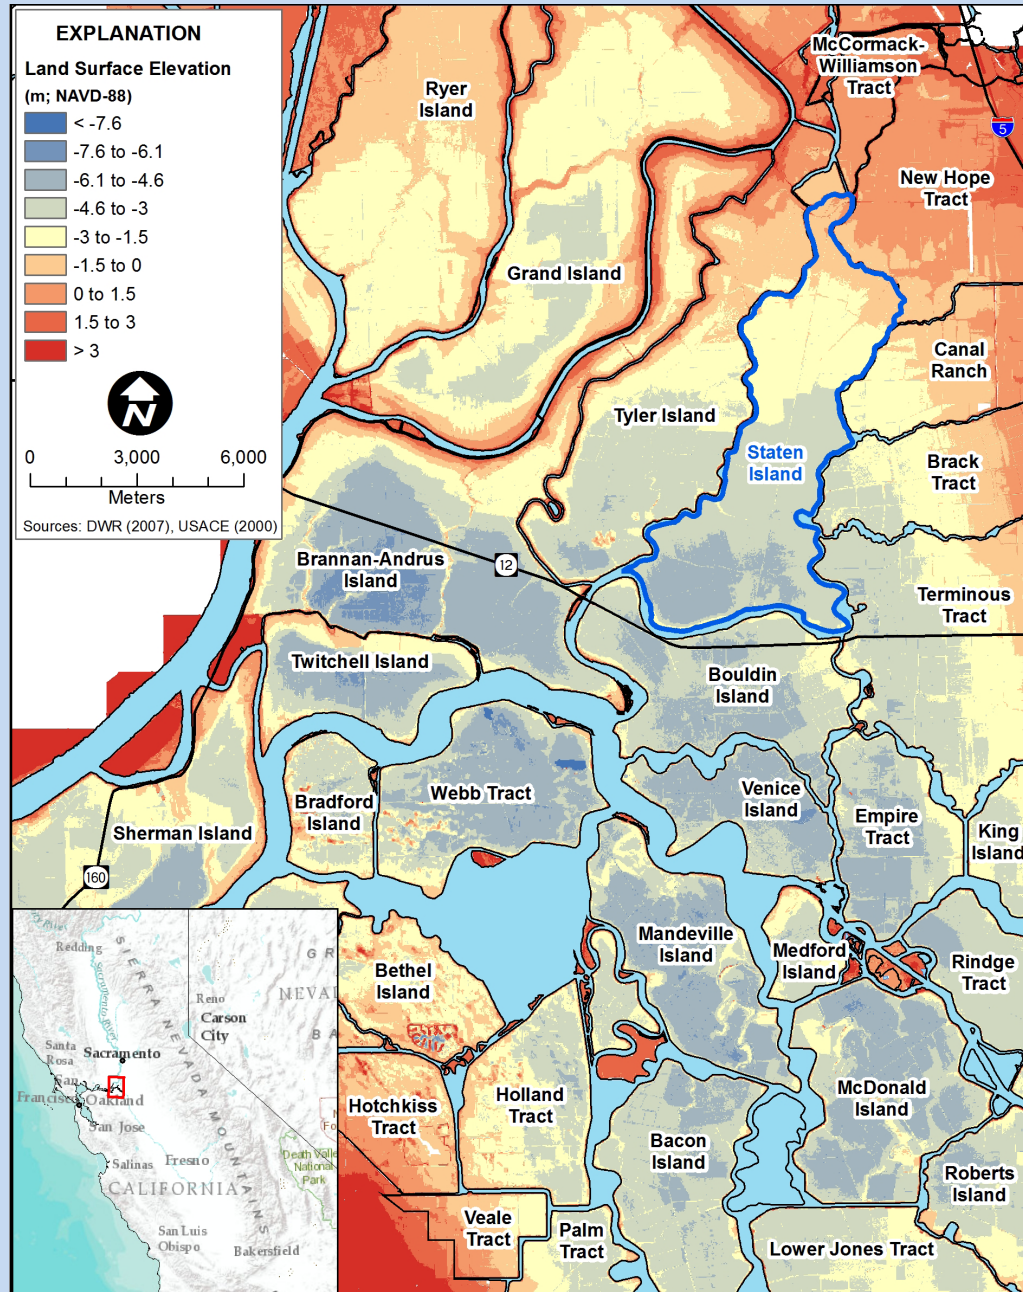 EXPLANATION
Land Surface Elevation
(m; NAVD-88)
< -7.6
-7.6 to -6.1
-6.1 to -4.6
-4.6 to -3
-3 to -1.5
-1.5 to 0
0 to 1.5
1.5 to 3
> 3
N
0 3,000 6,000
Meters
Sources: DWR (2007), USACE (2000)
McCormack-
Williamson
Tract
Ryer
Island
5
New Hope
Tract
Grand Island
Canal
Ranch
Tyler Island
Staten
Island
Brack
Tract
Brannan-Andrus
Island
12
Terminous
Tract
Twitchell Island
Bouldin
Island
Webb Tract
Venice
Island
Bradford
Island
Sherman Island
Empire
Tract
King
Island
160
Mandeville
Island
Medford
Island
Rindge
Tract
Bethel
Island
Holland
Tract
McDonald
Island
Hotchkiss
Tract
Bacon
Island
Roberts
Island
Veale
Tract
Palm
Tract
Lower Jones Tract
Redding
SIERRA NEVADA MOUNTAINS
Sacramento River
G R
Reno
NEVA
Carson
City
B A
Santa
Rosa
Sacramento
San
Francisco
Oakland
San Jose
Death Valle
National
Park
Salinas
Fresno
CALIFORNIA
San Luis
Obispo
Bakersfield